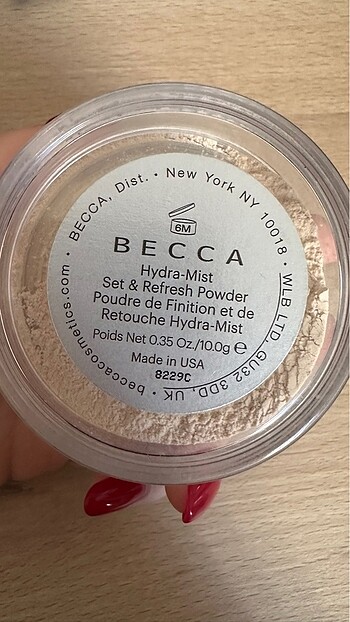 BECCA, Dist. • New York NY 10018 • WLB LTD, GU32 3DD, UK • beccacosmetics.com •
6M
BECCA
Hydra-Mist
Set & Refresh Powder
Poudre de Finition et de
Retouche Hydra-Mist
Poids Net 0.35 Oz./10.0g ℮
Made in USA
8229C